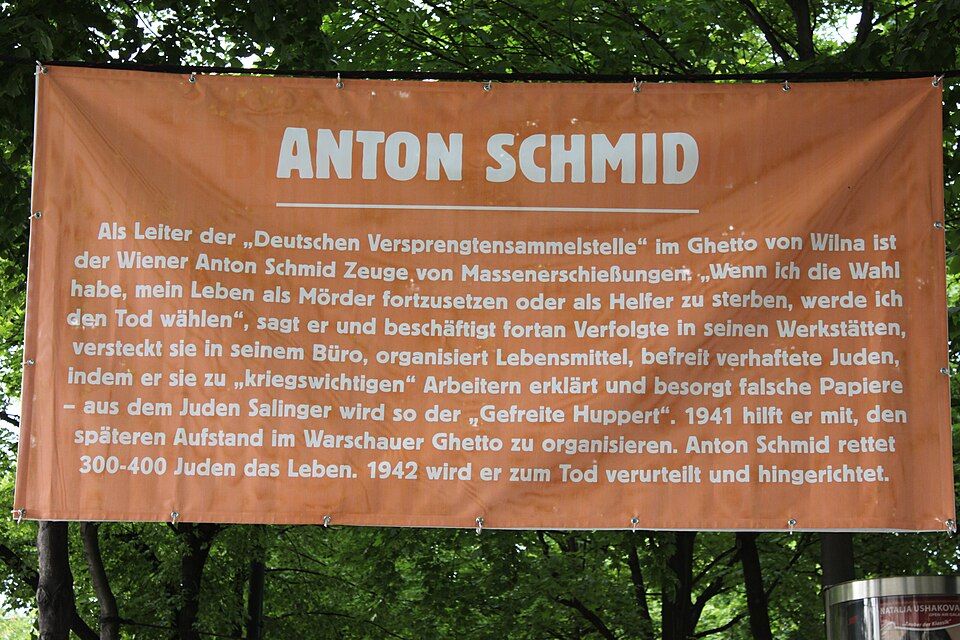 ANTON SCHMID
Als Leiter der „Deutschen Versprengtensammelstelle“ im Ghetto von Wilna ist
der Wiener Anton Schmid Zeuge von Massenerschießungen. „Wenn ich die Wahl
habe, mein Leben als Mörder fortzusetzen oder als Helfer zu sterben, werde ich
den Tod wählen“, sagt er und beschäftigt fortan Verfolgte in seinen Werkstätten,
versteckt sie in seinem Büro, organisiert Lebensmittel, befreit verhaftete Juden,
indem er sie zu „kriegswichtigen“ Arbeitern erklärt und besorgt falsche Papiere
– aus dem Juden Salinger wird so der „Gefreite Huppert“. 1941 hilft er mit, den
späteren Aufstand im Warschauer Ghetto zu organisieren. Anton Schmid rettet
300-400 Juden das Leben. 1942 wird er zum Tod verurteilt und hingerichtet.
NATALIA USHAKOVA
"Zauber der Klassik"